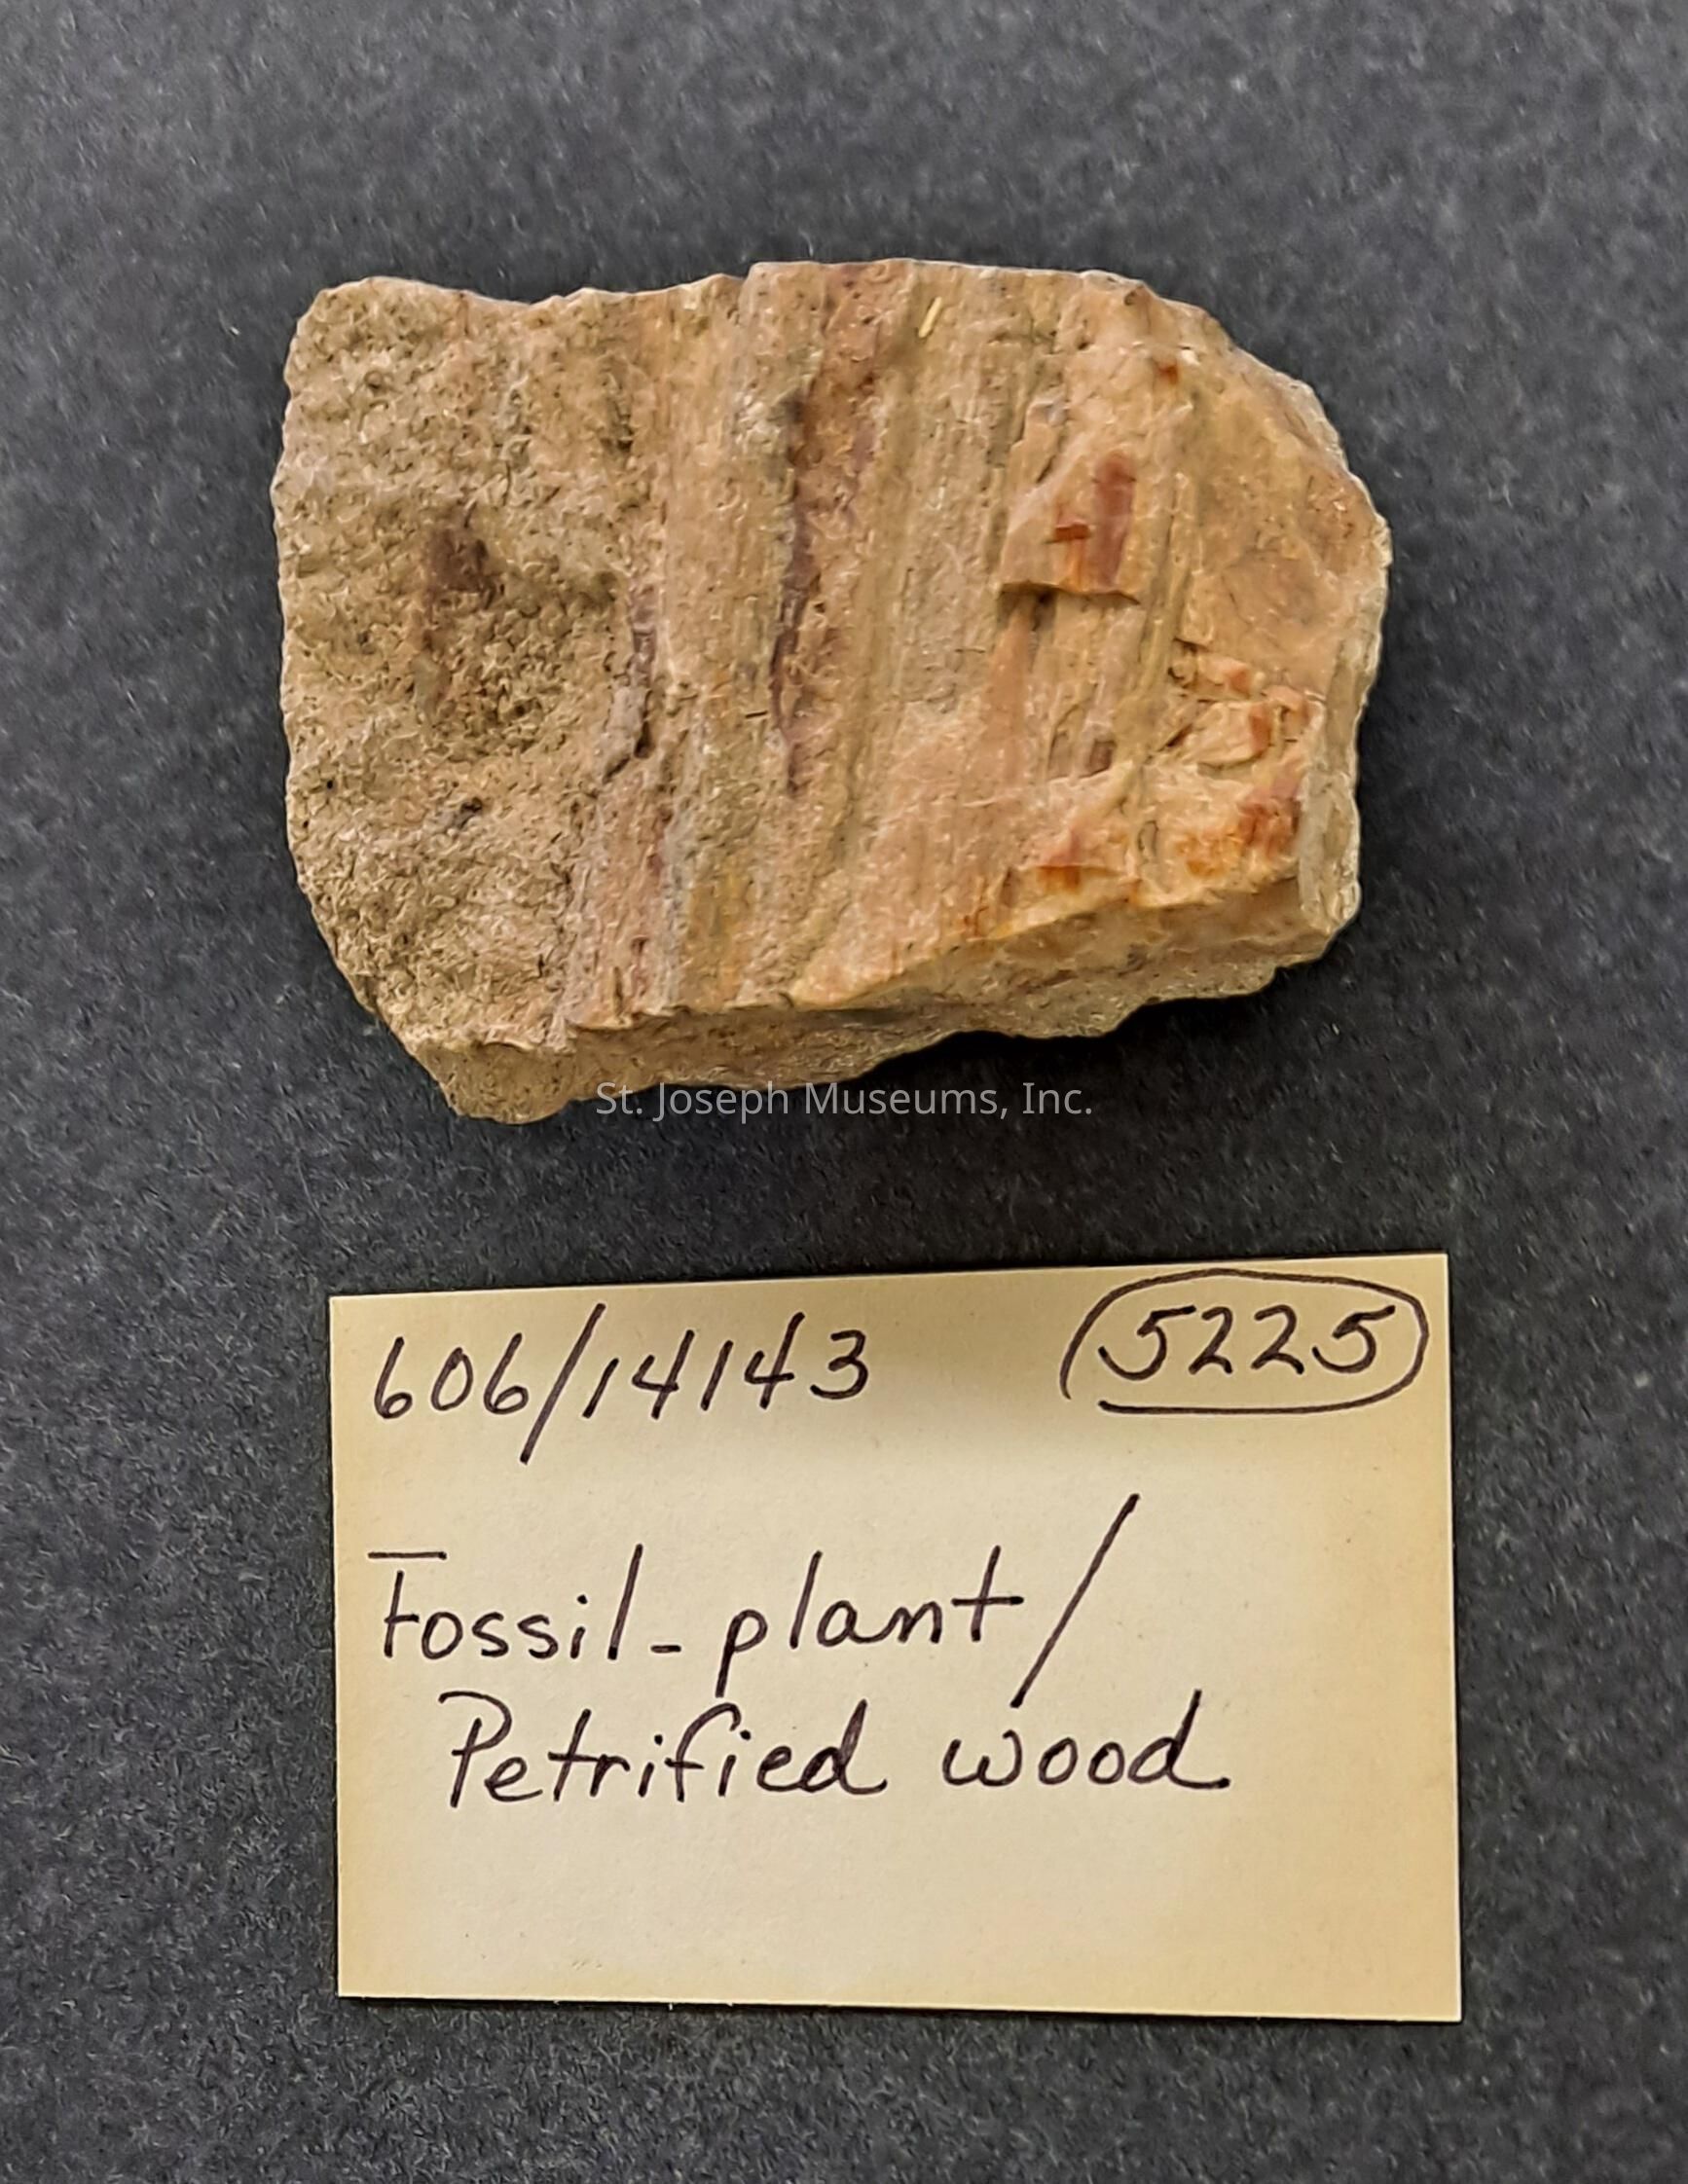 St. Joseph Museums, Inc.
606/14143 5225
Fossil-plant/
Petrified wood